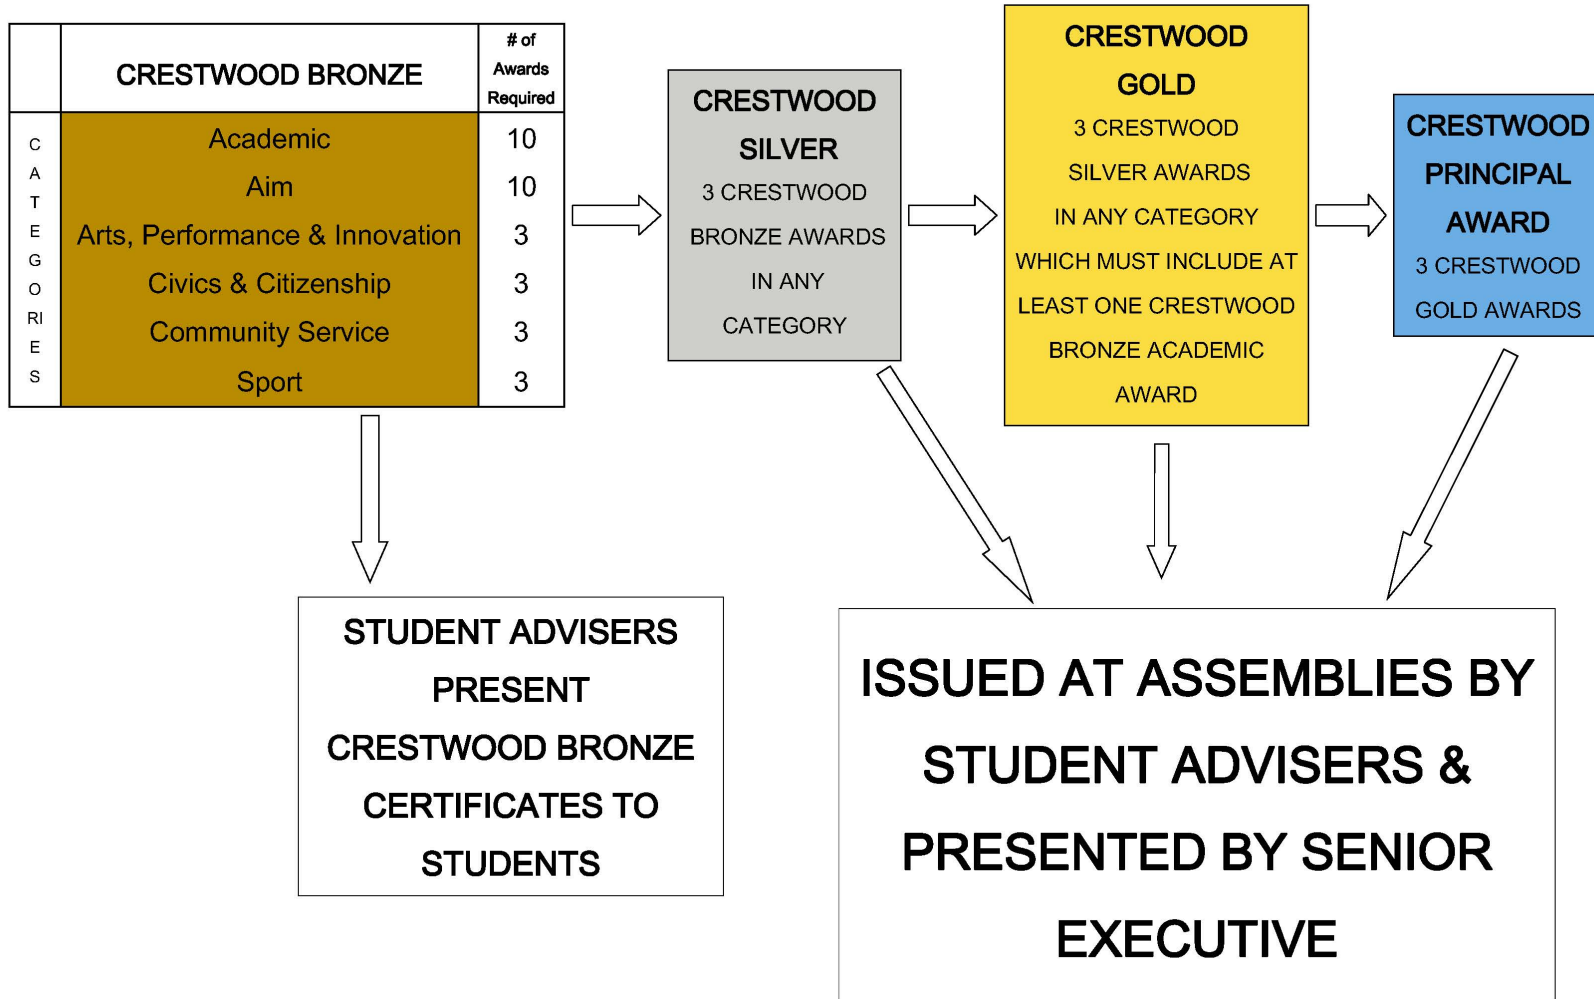 CRESTWOOD BRONZE
# of
Awards
Required
C
A
T
E
G
O
RI
E
S
Academic 10
Aim 10
Arts, Performance & Innovation 3
Civics & Citizenship 3
Community Service 3
Sport 3
CRESTWOOD
SILVER
3 CRESTWOOD
BRONZE AWARDS
IN ANY
CATEGORY
CRESTWOOD
GOLD
3 CRESTWOOD
SILVER AWARDS
IN ANY CATEGORY
WHICH MUST INCLUDE AT
LEAST ONE CRESTWOOD
BRONZE ACADEMIC
AWARD
CRESTWOOD
PRINCIPAL
AWARD
3 CRESTWOOD
GOLD AWARDS
STUDENT ADVISERS
PRESENT
CRESTWOOD BRONZE
CERTIFICATES TO
STUDENTS
ISSUED AT ASSEMBLIES BY
STUDENT ADVISERS &
PRESENTED BY SENIOR
EXECUTIVE